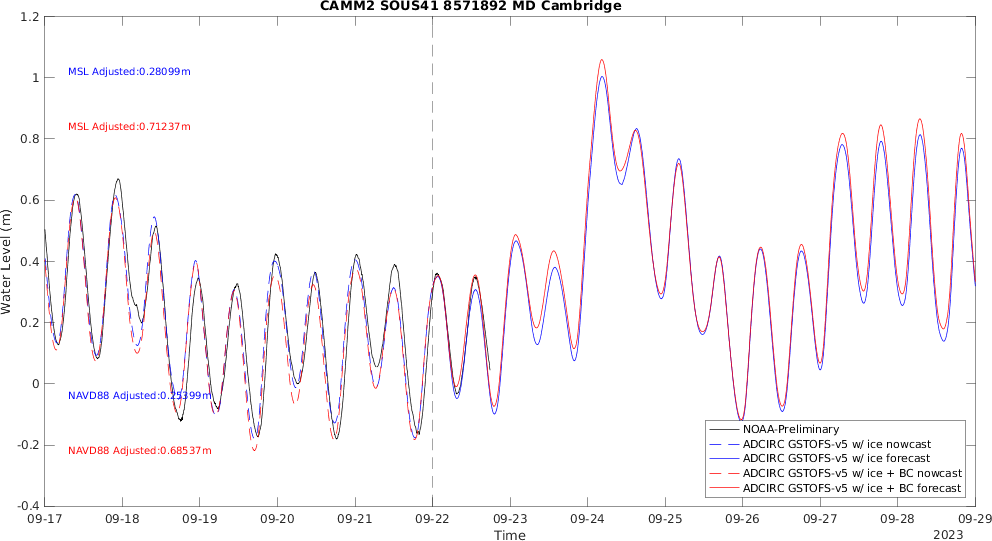 CAMM2 SOUS41 8571892 MD Cambridge
1.2
1
0.8
0.6
0.4
0.2
0
-0.2
-0.4
Water Level (m)
MSL Adjusted:0.28099m
MSL Adjusted:0.71237m
NAVD88 Adjusted:0.25399m
NAVD88 Adjusted:0.68537m
NOAA-Preliminary
ADCIRC GSTOFS-v5 w/ ice nowcast
ADCIRC GSTOFS-v5 w/ ice forecast
ADCIRC GSTOFS-v5 w/ ice + BC nowcast
ADCIRC GSTOFS-v5 w/ ice + BC forecast
09-17 09-18 09-19 09-20 09-21 09-22 09-23 09-24 09-25 09-26 09-27 09-28 09-29
Time
2023